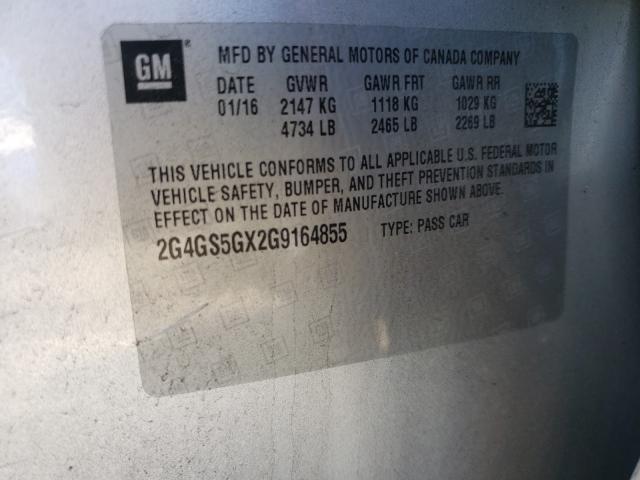 GM®
MFD BY GENERAL MOTORS OF CANADA COMPANY
DATE GVWR GAWR FRT GAWR RR
01/16 2147 KG 1118 KG 1029 KG
4734 LB 2465 LB 2269 LB
THIS VEHICLE CONFORMS TO ALL APPLICABLE U.S. FEDERAL MOTOR
VEHICLE SAFETY, BUMPER, AND THEFT PREVENTION STANDARDS IN
EFFECT ON THE DATE OF MANUFACTURE SHOWN ABOVE.
2G4GS5GX2G9164855 TYPE: PASS CAR